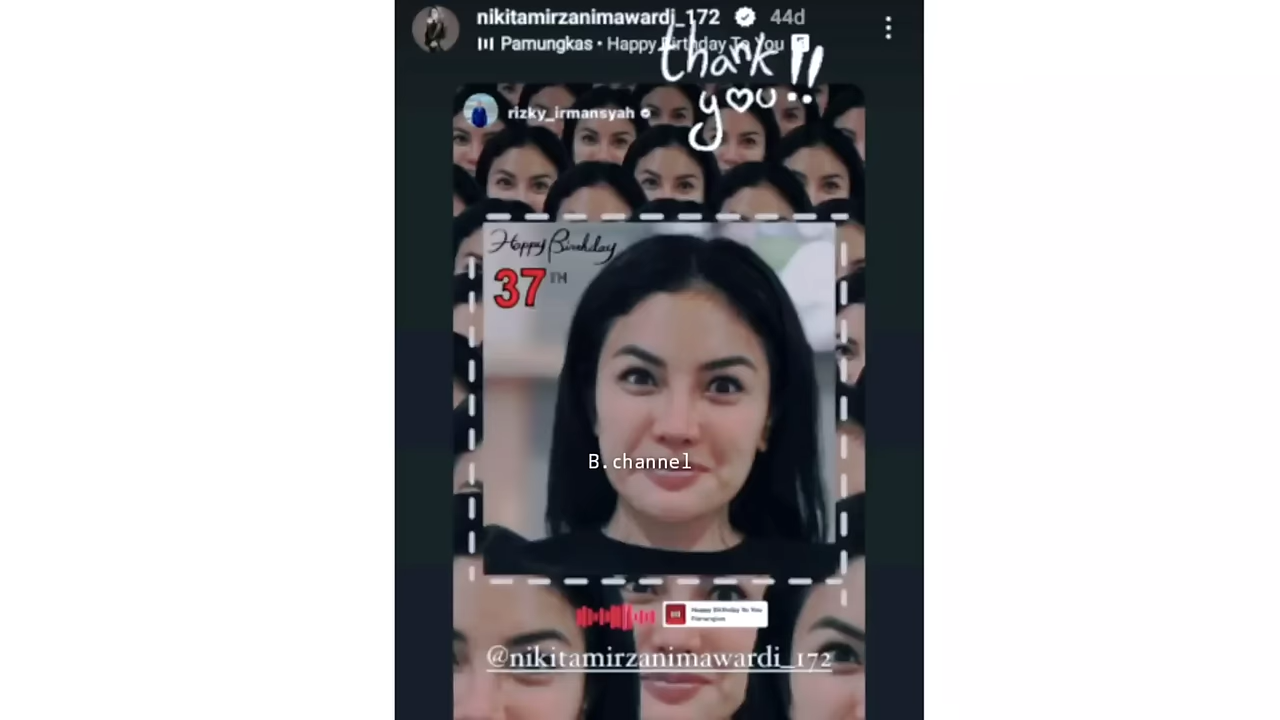 nikitamirzanimawardi_172 44d
Pamungkas • Happy Birthday To You
thank
you!!
rizky_irmansyah
Happy Birthday
37TH
B.channel
Happy Birthday To You
Pamungkas
@nikitamirzanimawardi_172